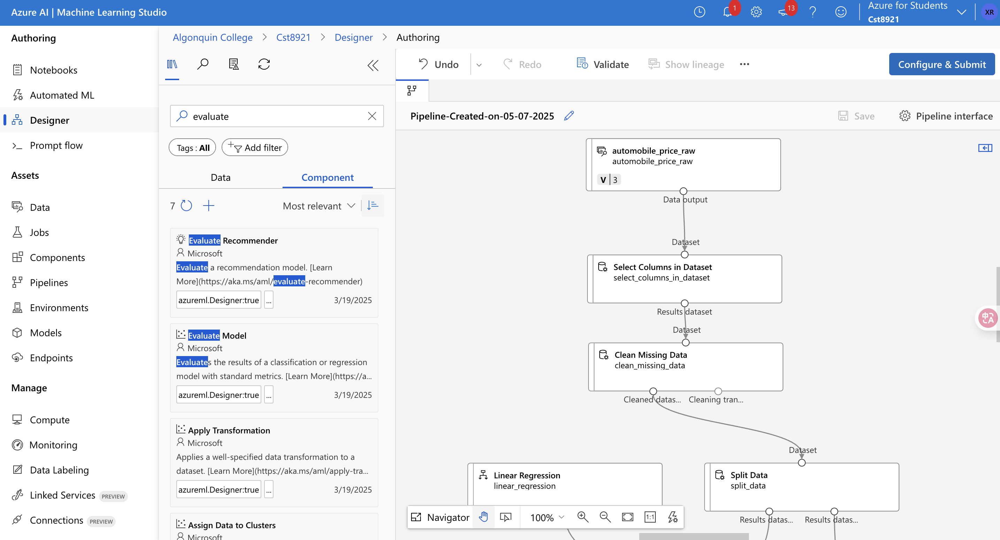 Azure AI | Machine Learning Studio
1
13
Azure for Students
Cst8921
XR
Authoring
Notebooks
Automated ML
Designer
Prompt flow
Assets
Data
Jobs
Components
Pipelines
Environments
Models
Endpoints
Manage
Compute
Monitoring
Data Labeling
Linked Services PREVIEW
Connections PREVIEW
Algonquin College > Cst8921 > Designer > Authoring
evaluate
Tags : All
Add filter
Data
Component
7
Most relevant
Evaluate Recommender
Microsoft
Evaluate a recommendation model. [Learn
More](https://aka.ms/aml/evaluate-recommender)
azureml.Designer:true ... 3/19/2025
Evaluate Model
Microsoft
Evaluates the results of a classification or regression
model with standard metrics. [Learn More](https://a...
azureml.Designer:true ... 3/19/2025
Apply Transformation
Microsoft
Applies a well-specified data transformation to a
dataset. [Learn More](https://aka.ms/aml/apply-tra...
azureml.Designer:true ... 3/19/2025
Assign Data to Clusters
Microsoft
Undo
Redo
Validate
Show lineage
Configure & Submit
Pipeline-Created-on-05-07-2025
Save
Pipeline interface
automobile_price_raw
automobile_price_raw
V | 3
Data output
Dataset
Select Columns in Dataset
select_columns_in_dataset
Results dataset
Dataset
Clean Missing Data
clean_missing_data
Cleaned datas... Cleaning tran...
Dataset
Linear Regression
linear_regression
Split Data
split_data
Results datas... Results datas...
Navigator
100%
1:1
中A